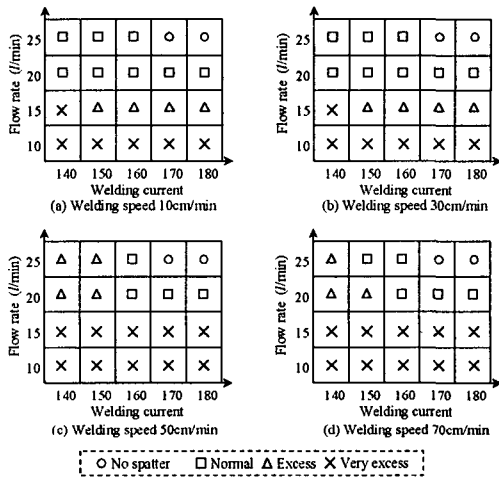 Flow rate (l/min)
25
20
15
10
140 150 160 170 180
Welding current
(a) Welding speed 10cm/min
Flow rate (l/min)
25
20
15
10
140 150 160 170 180
Welding current
(b) Welding speed 30cm/min
Flow rate (l/min)
25
20
15
10
140 150 160 170 180
Welding current
(c) Welding speed 50cm/min
Flow rate (l/min)
25
20
15
10
140 150 160 170 180
Welding current
(d) Welding speed 70cm/min
○ No spatter □ Normal △ Excess × Very excess